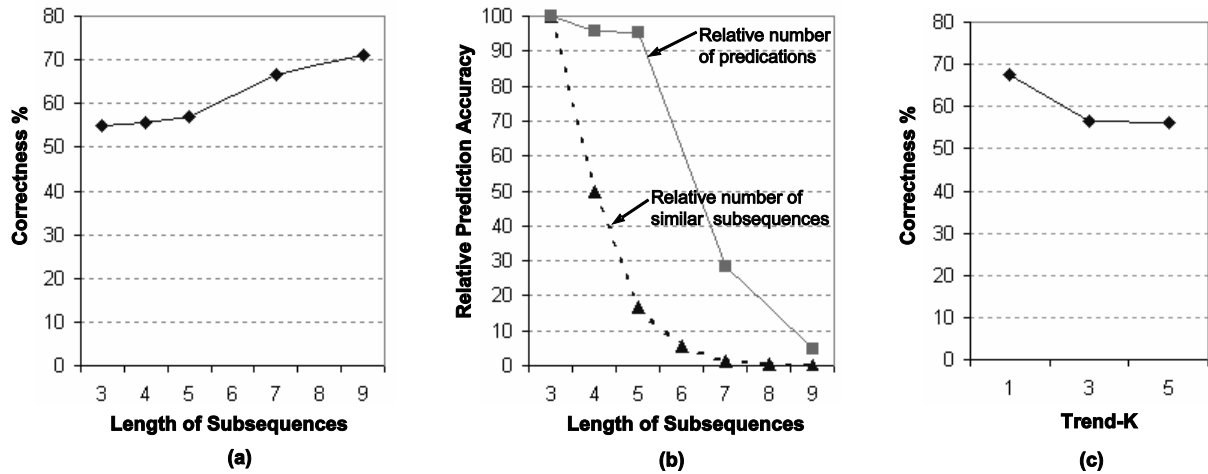 80
70
60
50
40
30
20
10
0
Correctness %
3 4 5 6 7 8 9
Length of Subsequences
(a)
100
90
80
70
60
50
40
30
20
10
0
Relative Prediction Accuracy
Relative number
of predications
Relative number of
similar subsequences
3 4 5 6 7 8 9
Length of Subsequences
(b)
80
70
60
50
40
30
20
10
0
Correctness %
1 3 5
Trend-K
(c)